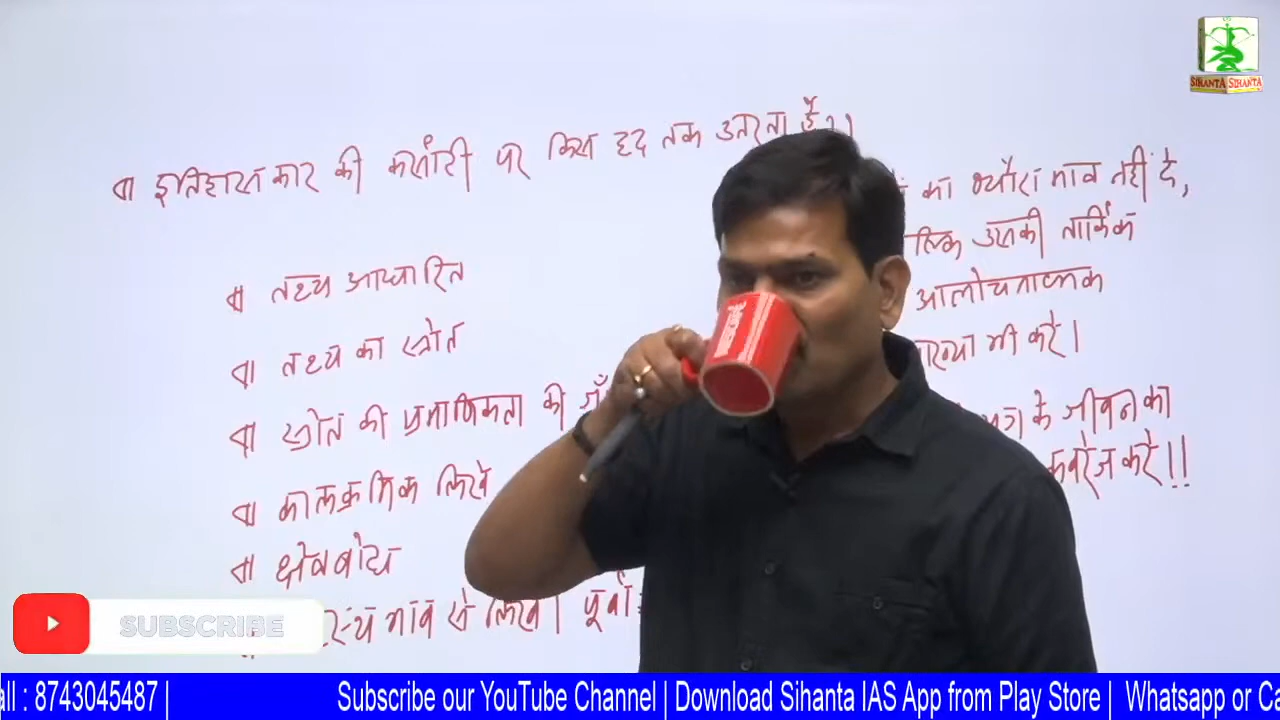 SIHANTA SIHANTA
इतिहासकार की कसौटी पर किस हद तक उतरता है ?।
का ब्यौरा मात्र नहीं दे,
उसकी तार्किक
तथ्य आधारित
आलोचनात्मक
तथ्य का स्त्रोत
भी करे।
स्त्रोत की प्रमाणिकता की
के जीवन का
कालक्रमिक लिखे
कवरेज करे।।
क्षेत्रबोध
भाव से लिखे।
SUBSCRIBE
all : 8743045487 | Subscribe our YouTube Channel | Download Sihanta IAS App from Play Store | Whatsapp or Ca